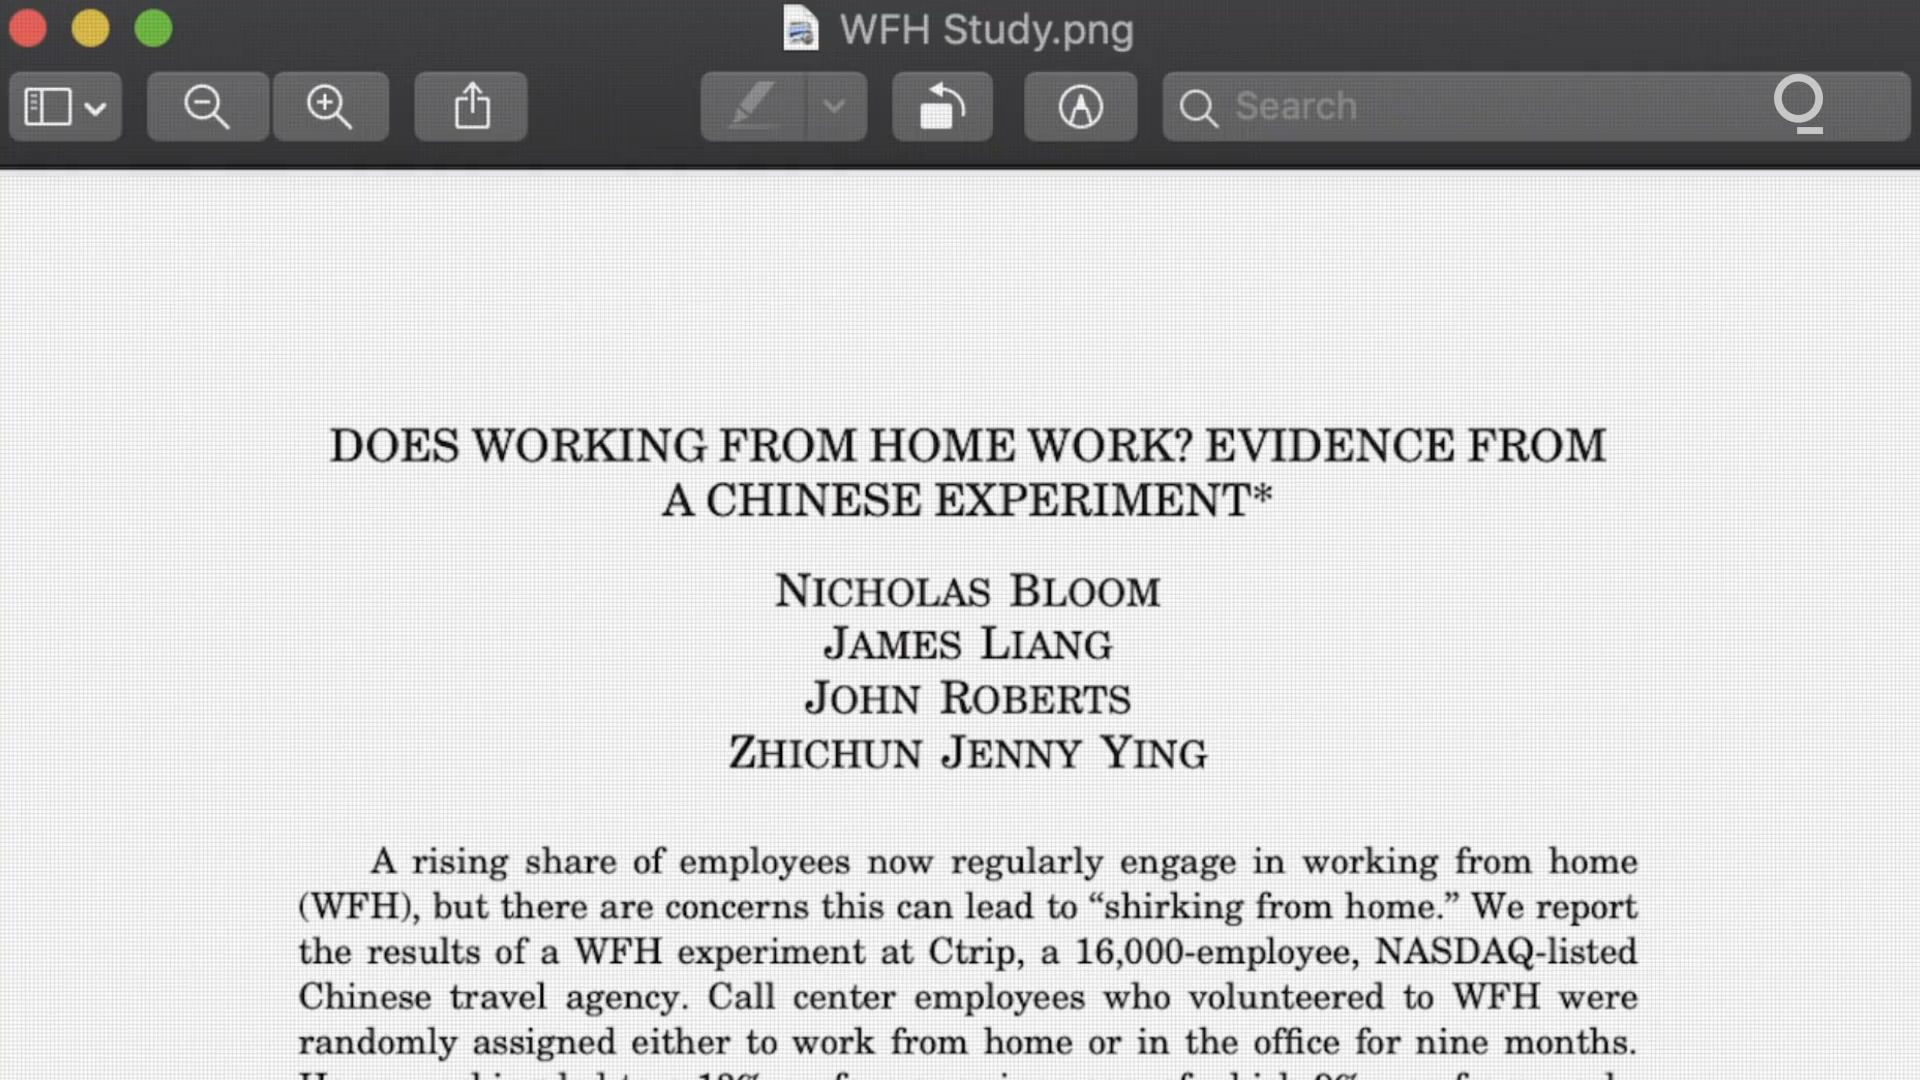 WFH Study.png
Search
DOES WORKING FROM HOME WORK? EVIDENCE FROM
A CHINESE EXPERIMENT*
NICHOLAS BLOOM
JAMES LIANG
JOHN ROBERTS
ZHICHUN JENNY YING
A rising share of employees now regularly engage in working from home
(WFH), but there are concerns this can lead to “shirking from home.” We report
the results of a WFH experiment at Ctrip, a 16,000-employee, NASDAQ-listed
Chinese travel agency. Call center employees who volunteered to WFH were
randomly assigned either to work from home or in the office for nine months.